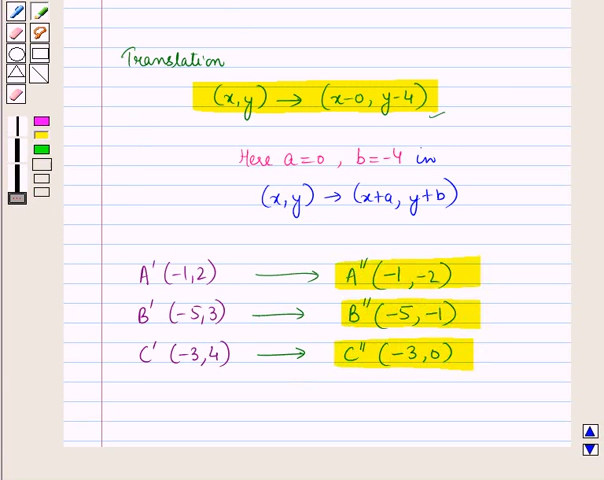 Translation
(x,y) → (x-0, y-4)
Here a=0, b=-4 in
(x,y) → (x+a, y+b)
A' (-1,2) → A'' (-1,-2)
B' (-5,3) → B'' (-5,-1)
C' (-3,4) → C'' (-3,0)